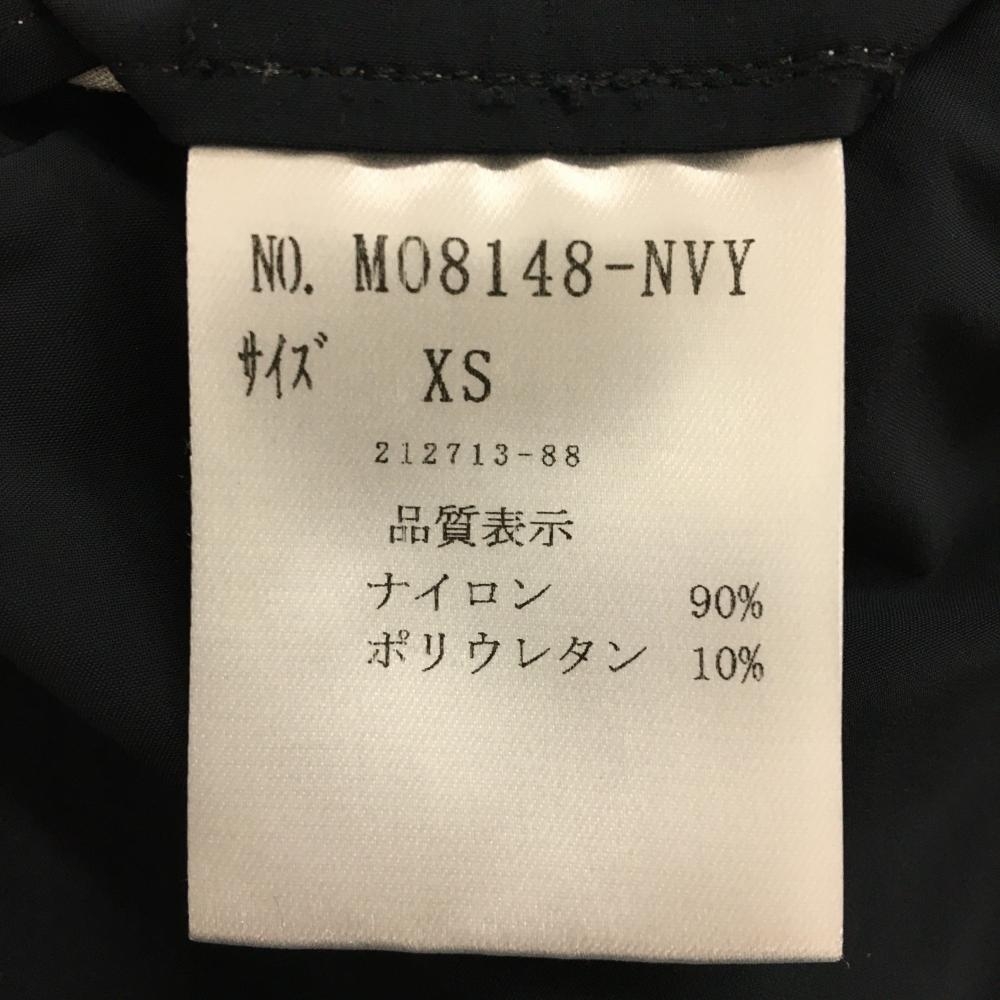 NO. MO8148-NVY
ｻｲｽﾞ XS
212713-88
品質表示
ナイロン 90%
ポリウレタン 10%